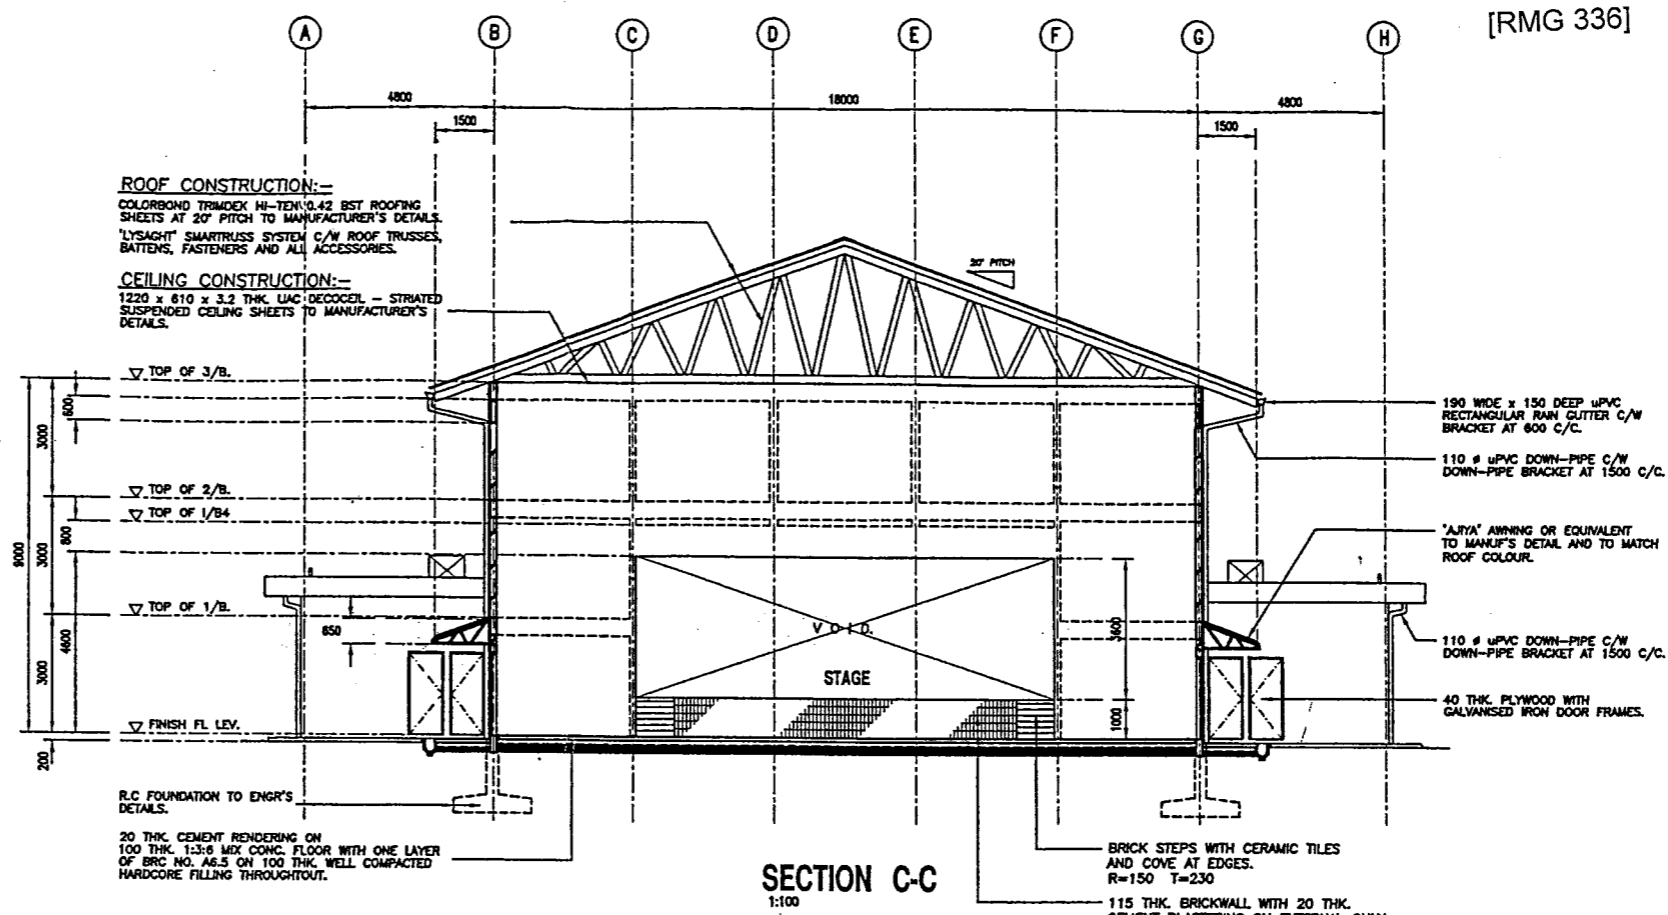 [RMG 336]
A B C D E F G H
4800 18000 4800
1500 1500
ROOF CONSTRUCTION:-
COLORBOND TRIMDEK HI-TEN 0.42 BST ROOFING
SHEETS AT 20° PITCH TO MANUFACTURER'S DETAILS.
'LYSAGHT' SMARTRUSS SYSTEM C/W ROOF TRUSSES,
BATTENS, FASTENERS AND ALL ACCESSORIES.
20° PITCH
CEILING CONSTRUCTION:-
1220 x 610 x 3.2 THK. UAC DECOCEIL - STRIATED
SUSPENDED CEILING SHEETS TO MANUFACTURER'S
DETAILS.
TOP OF 3/B.
600
3000
190 WIDE x 150 DEEP uPVC
RECTANGULAR RAIN GUTTER C/W
BRACKET AT 600 C/C.
110 ø uPVC DOWN-PIPE C/W
DOWN-PIPE BRACKET AT 1500 C/C.
TOP OF 2/B.
TOP OF 1/B4
800
9000
3000
'AJIYA' AWNING OR EQUIVALENT
TO MANUF'S DETAIL AND TO MATCH
ROOF COLOUR.
TOP OF 1/B.
650
4600
3000
V O I D.
3600
STAGE
110 ø uPVC DOWN-PIPE C/W
DOWN-PIPE BRACKET AT 1500 C/C.
40 THK. PLYWOOD WITH
GALVANISED IRON DOOR FRAMES.
1000
FINISH FL LEV.
200
R.C FOUNDATION TO ENGR'S
DETAILS.
20 THK. CEMENT RENDERING ON
100 THK. 1:3:6 MIX CONC. FLOOR WITH ONE LAYER
OF BRC NO. A6.5 ON 100 THK. WELL COMPACTED
HARDCORE FILLING THROUGHTOUT.
SECTION C-C
1:100
BRICK STEPS WITH CERAMIC TILES
AND COVE AT EDGES.
R=150 T=230
115 THK. BRICKWALL WITH 20 THK.